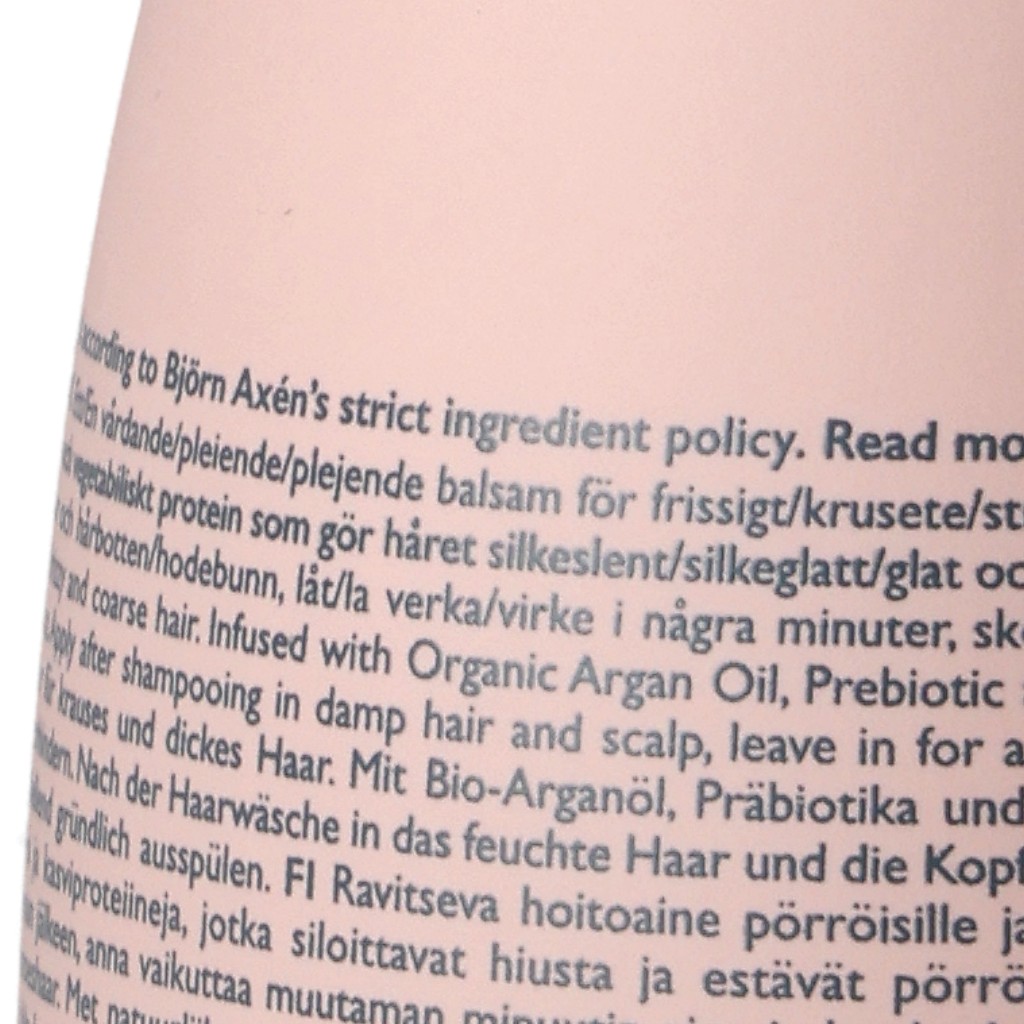 according to Björn Axén's strict ingredient policy. Read mo
vårdande/pleiende/plejende balsam för frissigt/krusete/st
vegetabiliskt protein som gör håret silkeslent/silkeglatt/glat oc
och hårbotten/hodebunn, låt/la verka/virke i några minuter, sk
and coarse hair. Infused with Organic Argan Oil, Prebiotic
Apply after shampooing in damp hair and scalp, leave in for a
für krauses und dickes Haar. Mit Bio-Arganöl, Präbiotika und
Nach der Haarwäsche in das feuchte Haar und die Kopf
gründlich ausspülen. FI Ravitseva hoitoaine pörröisille ja
ja kasviproteiineja, jotka siloittavat hiusta ja estävät pörrö
jälkeen, anna vaikuttaa muutaman
Met